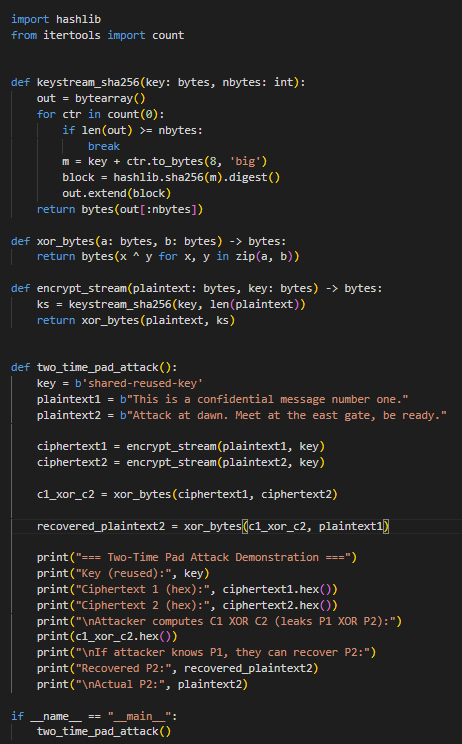 import hashlib
from itertools import count
def keystream_sha256(key: bytes, nbytes: int):
    out = bytearray()
    for ctr in count(0):
        if len(out) >= nbytes:
            break
        m = key + ctr.to_bytes(8, 'big')
        block = hashlib.sha256(m).digest()
        out.extend(block)
    return bytes(out[:nbytes])
def xor_bytes(a: bytes, b: bytes) -> bytes:
    return bytes(x ^ y for x, y in zip(a, b))
def encrypt_stream(plaintext: bytes, key: bytes) -> bytes:
    ks = keystream_sha256(key, len(plaintext))
    return xor_bytes(plaintext, ks)
def two_time_pad_attack():
    key = b'shared-reused-key'
    plaintext1 = b"This is a confidential message number one."
    plaintext2 = b"Attack at dawn. Meet at the east gate, be ready."
    ciphertext1 = encrypt_stream(plaintext1, key)
    ciphertext2 = encrypt_stream(plaintext2, key)
    c1_xor_c2 = xor_bytes(ciphertext1, ciphertext2)
    recovered_plaintext2 = xor_bytes(c1_xor_c2, plaintext1)
    print("=== Two-Time Pad Attack Demonstration ===")
    print("Key (reused):", key)
    print("Ciphertext 1 (hex):", ciphertext1.hex())
    print("Ciphertext 2 (hex):", ciphertext2.hex())
    print("\nAttacker computes C1 XOR C2 (leaks P1 XOR P2):")
    print(c1_xor_c2.hex())
    print("\nIf attacker knows P1, they can recover P2:")
    print("Recovered P2:", recovered_plaintext2)
    print("\nActual P2:", plaintext2)
if __name__ == "__main__":
    two_time_pad_attack()